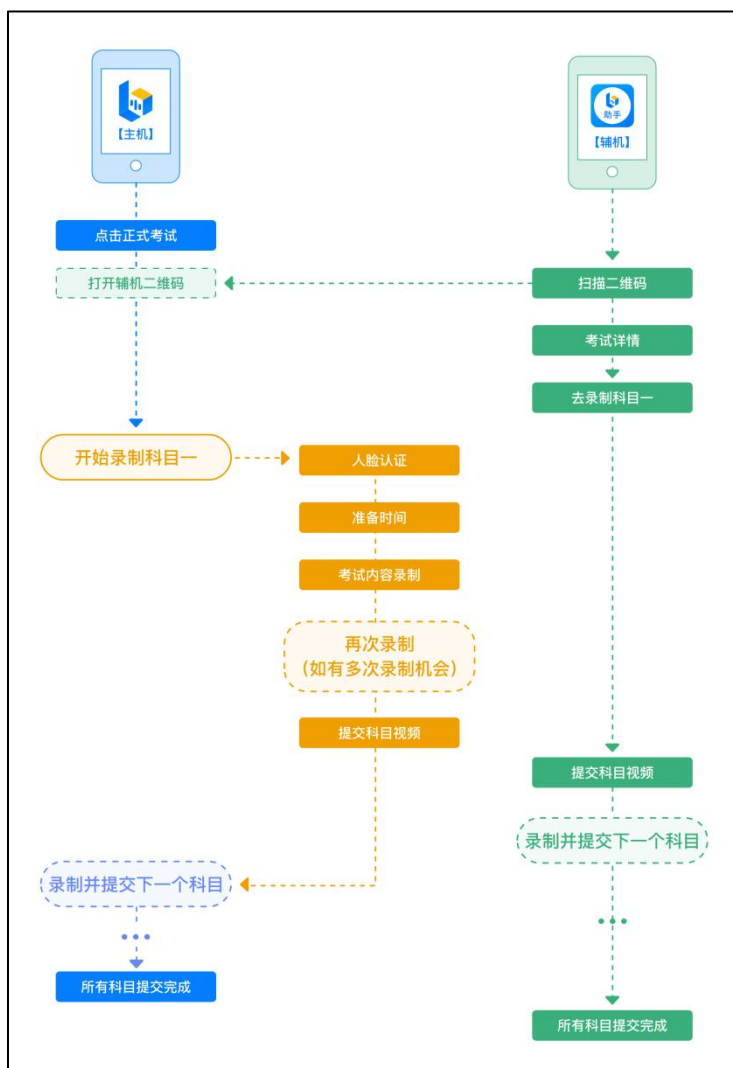 【主机】
助手
【辅机】
点击正式考试
打开辅机二维码
扫描二维码
考试详情
去录制科目一
开始录制科目一
人脸认证
准备时间
考试内容录制
再次录制
（如有多次录制机会）
提交科目视频
提交科目视频
录制并提交下一个科目
录制并提交下一个科目
所有科目提交完成
所有科目提交完成